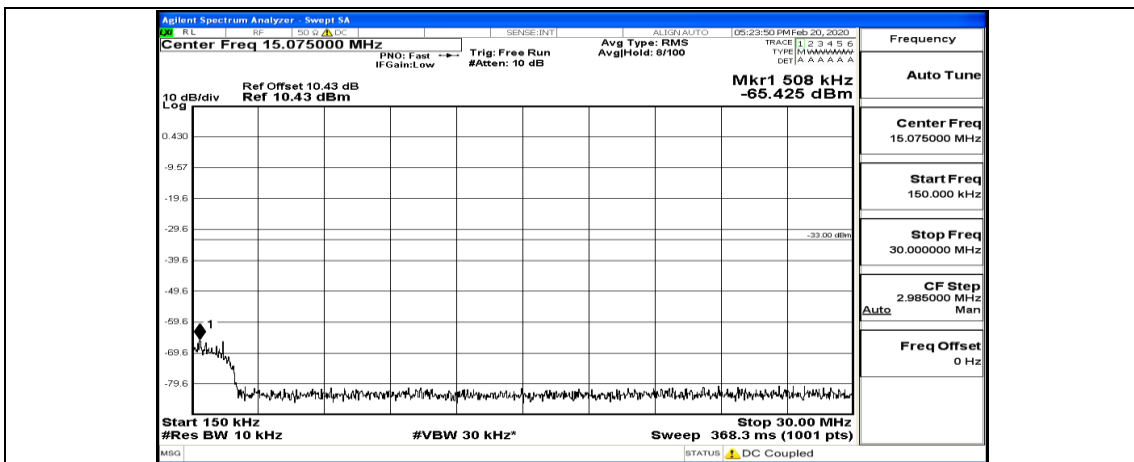 Agilent Spectrum Analyzer - Swept SA
LXI RL RF 50 Ω DC SENSE:INT ALIGN AUTO 05:23:50 PM Feb 20, 2020
Center Freq 15.075000 MHz
PNO: Fast
IFGain:Low
Trig: Free Run
#Atten: 10 dB
Avg Type: RMS
Avg|Hold: 8/100
TRACE 1 2 3 4 5 6
TYPE M
DET A A A A A A
Ref Offset 10.43 dB
10 dB/div Ref 10.43 dBm
Log
Mkr1 508 kHz
-65.425 dBm
0.430
-9.57
-19.6
-29.6
-33.00 dBm
-39.6
-49.6
-59.6
1
-69.6
-79.6
Start 150 kHz
Stop 30.00 MHz
#Res BW 10 kHz #VBW 30 kHz* Sweep 368.3 ms (1001 pts)
MSG STATUS DC Coupled
Frequency
Auto Tune
Center Freq
15.075000 MHz
Start Freq
150.000 kHz
Stop Freq
30.000000 MHz
CF Step
2.985000 MHz
Auto Man
Freq Offset
0 Hz